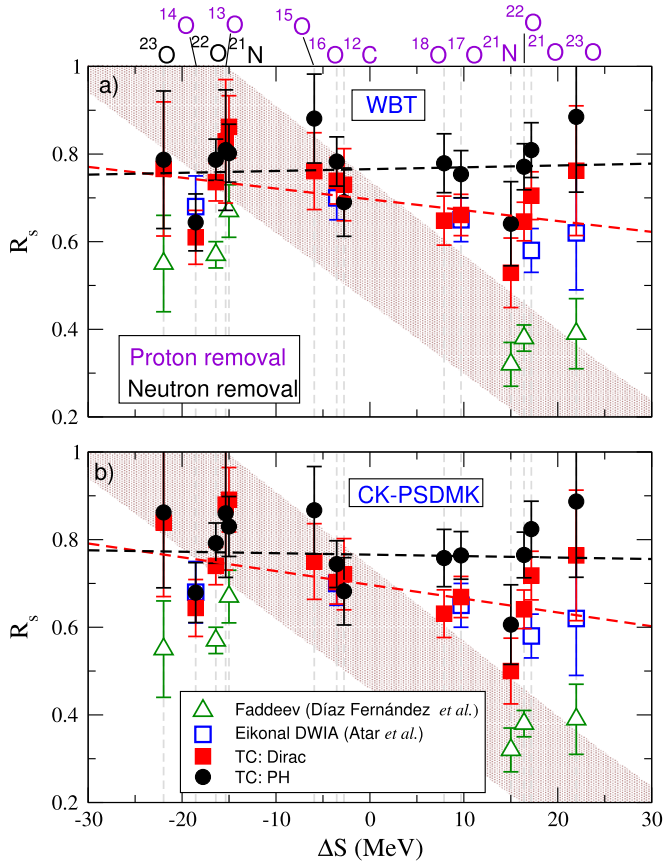 ¹⁴O ¹³O ¹⁵O ²²O
²³O ²²O ²¹N ¹⁶O ¹²C ¹⁸O ¹⁷O ²¹N ²¹O ²³O
a)
WBT
1
0.8
0.6
0.4
0.2
R_s
Proton removal
Neutron removal
b)
CK-PSDMK
1
0.8
0.6
0.4
0.2
R_s
Faddeev (Díaz Fernández et al.)
Eikonal DWIA (Atar et al.)
TC: Dirac
TC: PH
-30 -20 -10 0 10 20 30
ΔS (MeV)